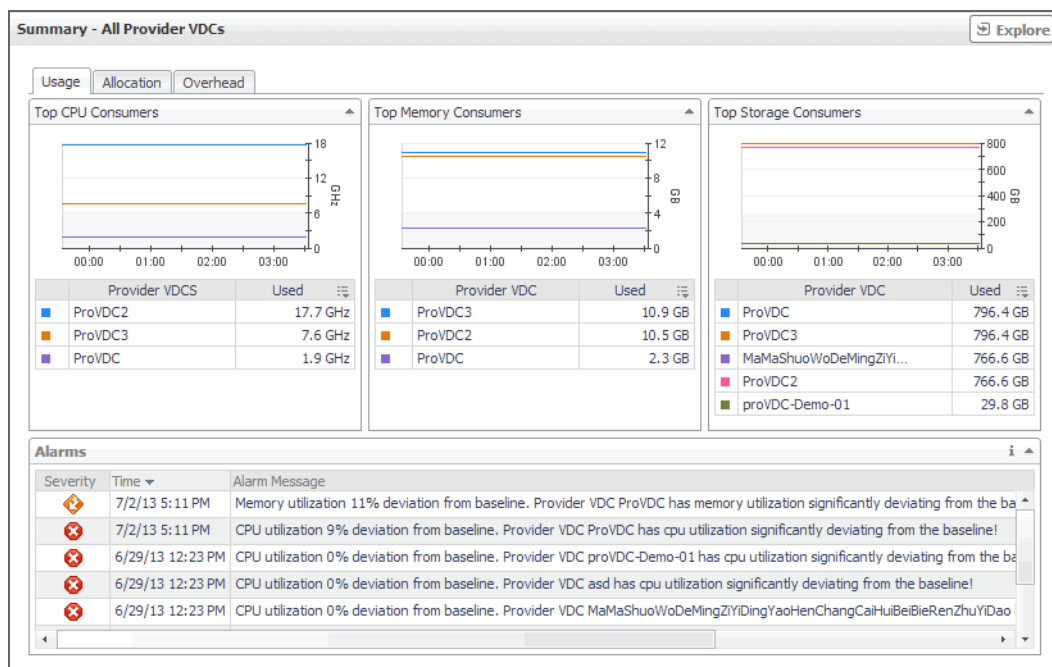 Summary - All Provider VDCs
Explore
Usage Allocation Overhead
Top CPU Consumers
18
12
6
0
GHz
00:00 01:00 02:00 03:00
Provider VDCS Used
ProVDC2 17.7 GHz
ProVDC3 7.6 GHz
ProVDC 1.9 GHz
Top Memory Consumers
12
8
4
0
GB
00:00 01:00 02:00 03:00
Provider VDC Used
ProVDC3 10.9 GB
ProVDC2 10.5 GB
ProVDC 2.3 GB
Top Storage Consumers
800
600
400
200
0
GB
00:00 01:00 02:00 03:00
Provider VDC Used
ProVDC 796.4 GB
ProVDC3 796.4 GB
MaMaShuoWoDeMingZiYi... 766.6 GB
ProVDC2 766.6 GB
proVDC-Demo-01 29.8 GB
Alarms
i
Severity Time Alarm Message
7/2/13 5:11 PM Memory utilization 11% deviation from baseline. Provider VDC ProVDC has memory utilization significantly deviating from the ba
7/2/13 5:11 PM CPU utilization 9% deviation from baseline. Provider VDC ProVDC has cpu utilization significantly deviating from the baseline!
6/29/13 12:23 PM CPU utilization 0% deviation from baseline. Provider VDC proVDC-Demo-01 has cpu utilization significantly deviating from the ba
6/29/13 12:23 PM CPU utilization 0% deviation from baseline. Provider VDC asd has cpu utilization significantly deviating from the baseline!
6/29/13 12:23 PM CPU utilization 0% deviation from baseline. Provider VDC MaMaShuoWoDeMingZiYiDingYaoHenChangCaiHuiBeiBieRenZhuYiDao